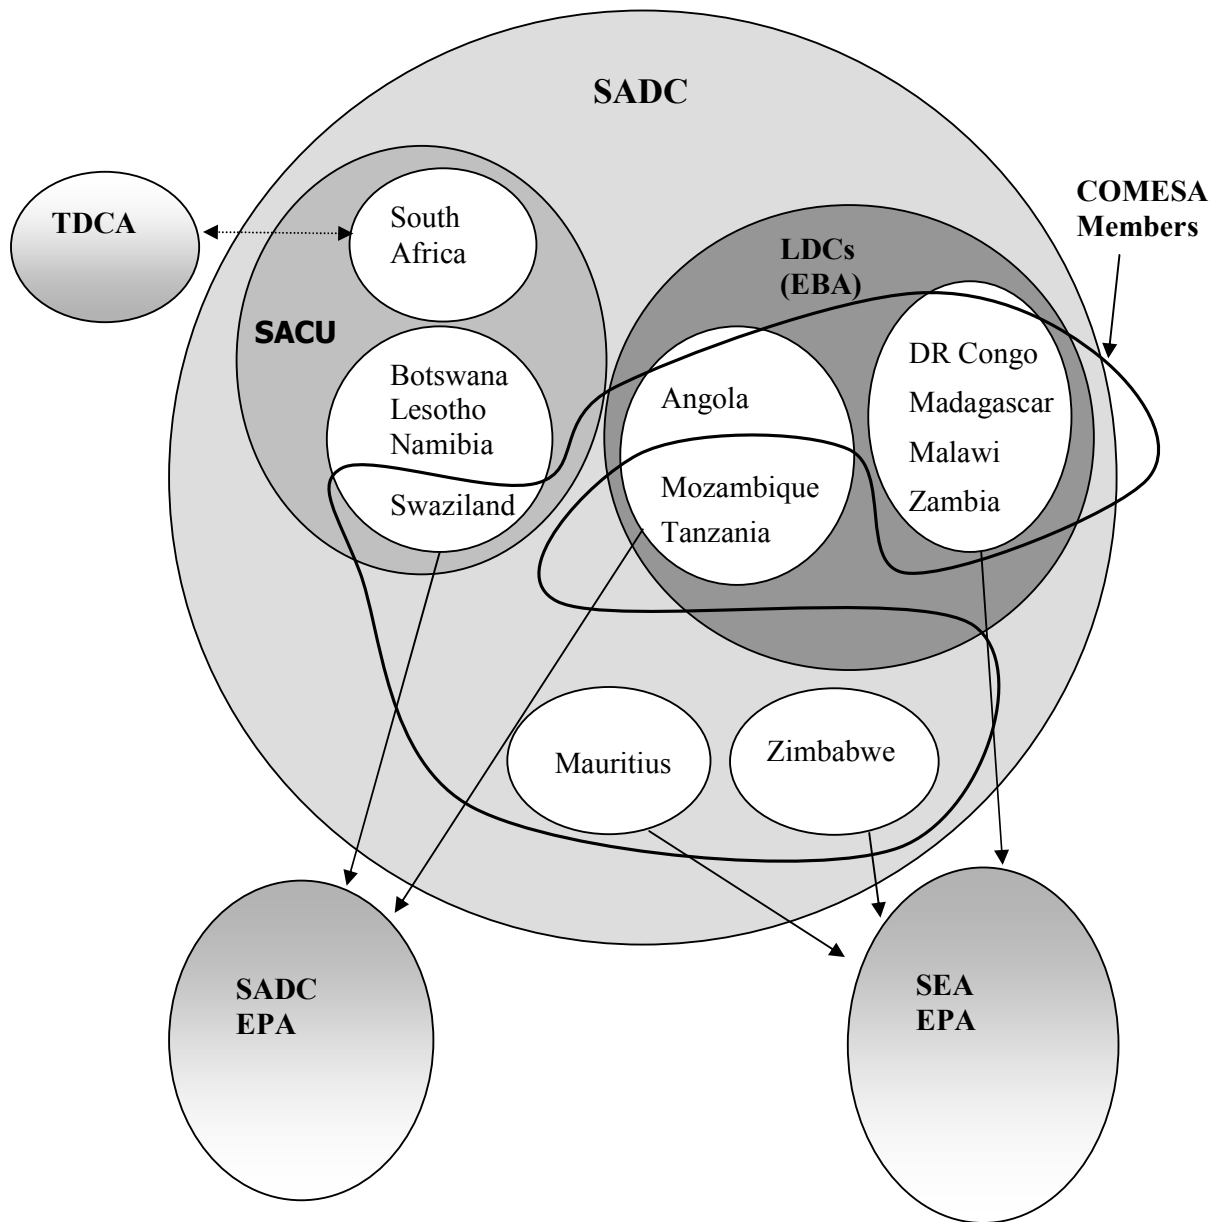 SADC
TDCA
South
Africa
COMESA
Members
LDCs
(EBA)
SACU
Botswana
Lesotho
Namibia
Swaziland
Angola
Mozambique
Tanzania
DR Congo
Madagascar
Malawi
Zambia
Mauritius
Zimbabwe
SADC
EPA
SEA
EPA